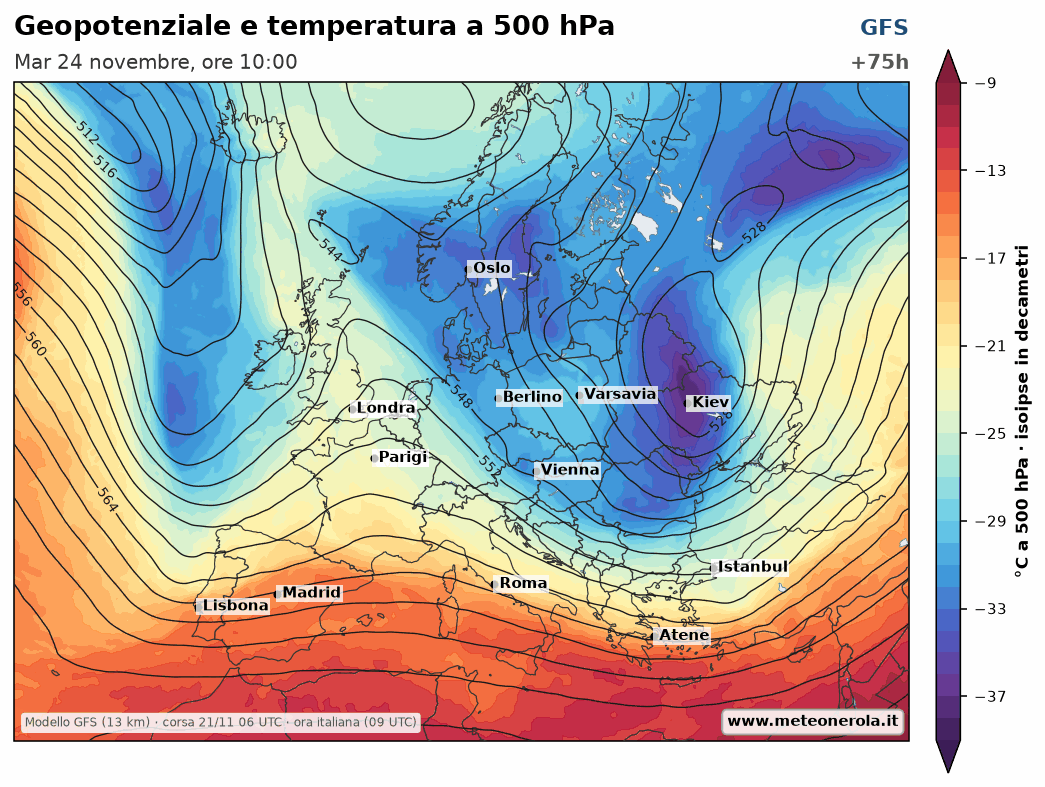 Geopotenziale e temperatura a 500 hPa
GFS
Mar 24 novembre, ore 10:00
+75h
512
516
544
528
556
560
548
552
528
564
Oslo
Berlino
Varsavia
Kiev
Londra
Parigi
Vienna
Istanbul
Roma
Madrid
Lisbona
Atene
Modello GFS (13 km) · corsa 21/11 06 UTC · ora italiana (09 UTC)
www.meteonerola.it
−9
−13
−17
−21
−25
−29
−33
−37
°C a 500 hPa · isoipse in decametri